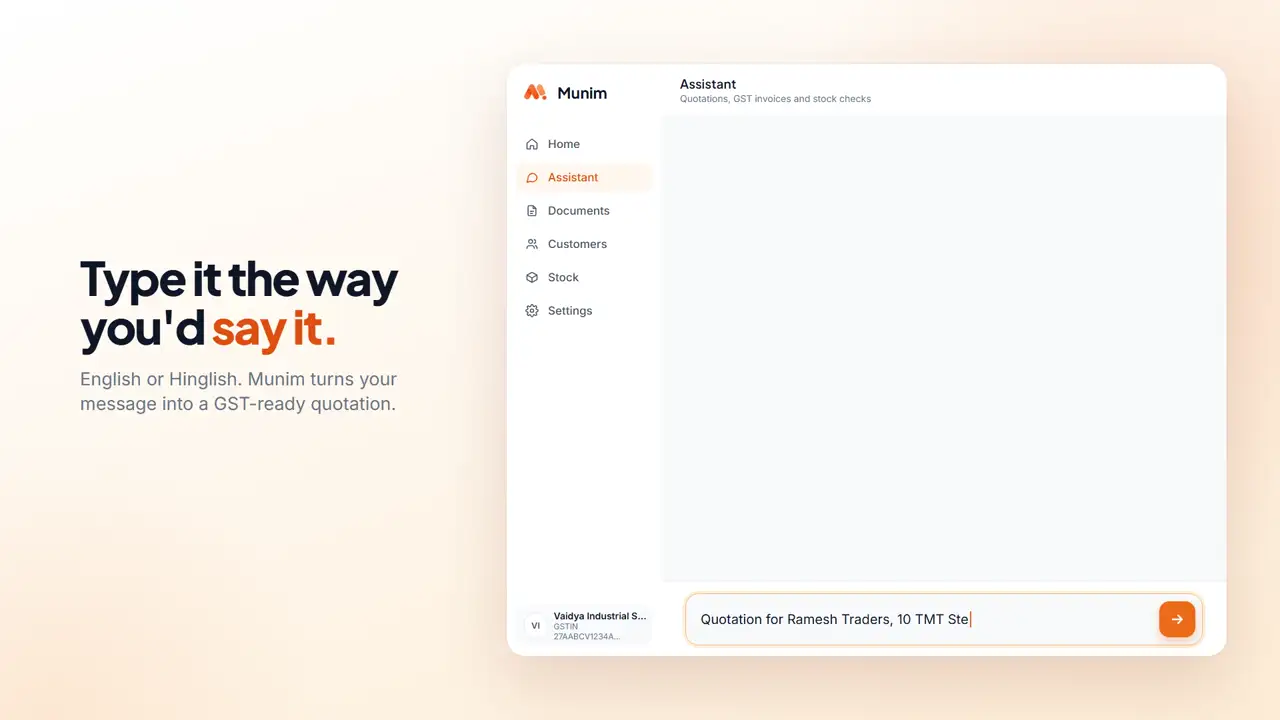 Type it the way
you'd say it.
English or Hinglish. Munim turns your
message into a GST-ready quotation.
Munim
Home
Assistant
Documents
Customers
Stock
Settings
VI
Vaidya Industrial S...
GSTIN
27AABCV1234A...
Assistant
Quotations, GST invoices and stock checks
Quotation for Ramesh Traders, 10 TMT Ste